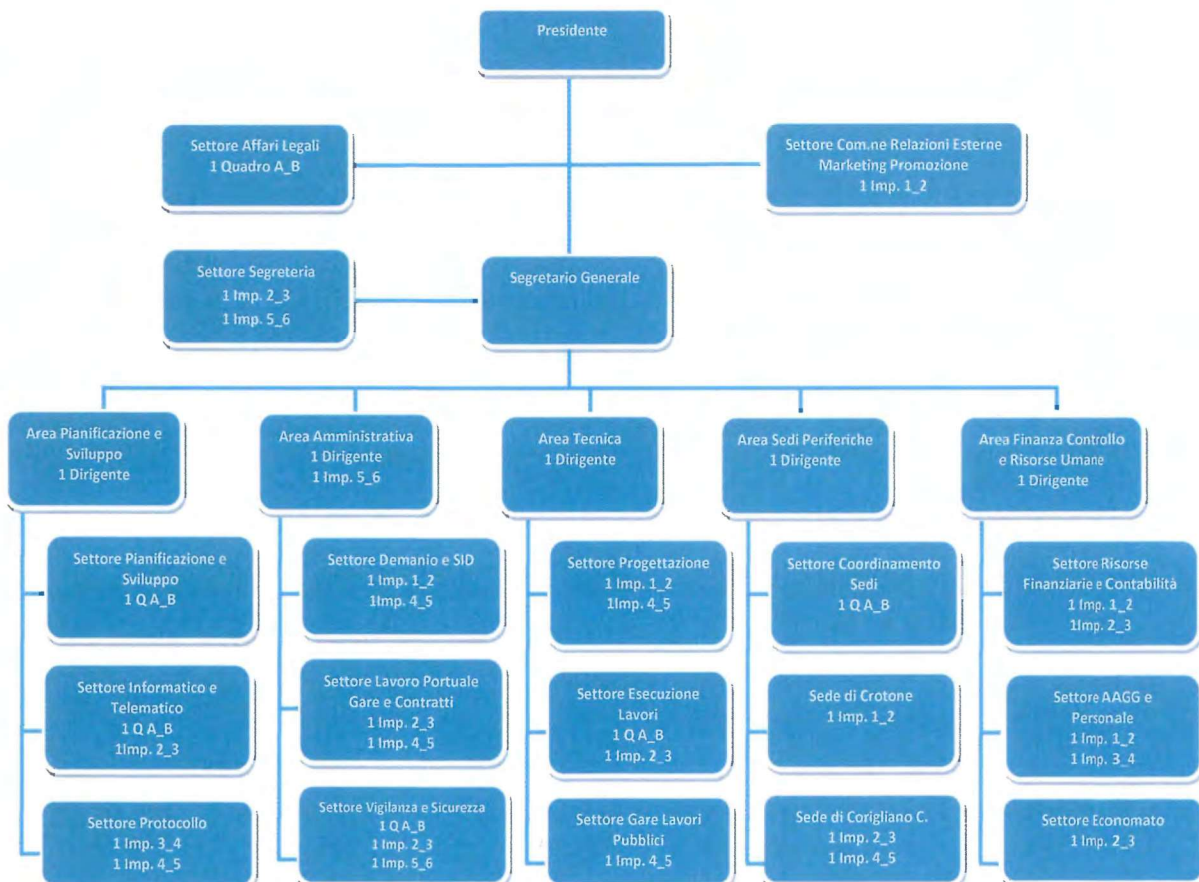 Presidente
Settore Affari Legali
1 Quadro A_B
Settore Com.ne Relazioni Esterne
Marketing Promozione
1 Imp. 1_2
Settore Segreteria
1 Imp. 2_3
1 Imp. 5_6
Segretario Generale
Area Pianificazione e
Sviluppo
1 Dirigente
Area Amministrativa
1 Dirigente
1 Imp. 5_6
Area Tecnica
1 Dirigente
Area Sedi Periferiche
1 Dirigente
Area Finanza Controllo
e Risorse Umane
1 Dirigente
Settore Pianificazione e
Sviluppo
1 Q A_B
Settore Demanio e SID
1 Imp. 1_2
1Imp. 4_5
Settore Progettazione
1 Imp. 1_2
1Imp. 4_5
Settore Coordinamento
Sedi
1 Q A_B
Settore Risorse
Finanziarie e Contabilità
1 Imp. 1_2
1Imp. 2_3
Settore Informatico e
Telematico
1 Q A_B
1Imp. 2_3
Settore Lavoro Portuale
Gare e Contratti
1 Imp. 2_3
1 Imp. 4_5
Settore Esecuzione
Lavori
1 Q A_B
1 Imp. 2_3
Sede di Crotone
1 Imp. 1_2
Settore AAGG e
Personale
1 Imp. 1_2
1 Imp. 3_4
Settore Protocollo
1 Imp. 3_4
1 Imp. 4_5
Settore Vigilanza e Sicurezza
1 Q A_B
1 Imp. 2_3
1 Imp. 5_6
Settore Gare Lavori
Pubblici
1 Imp. 4_5
Sede di Corigliano C.
1 Imp. 2_3
1 Imp. 4_5
Settore Economato
1 Imp. 2_3